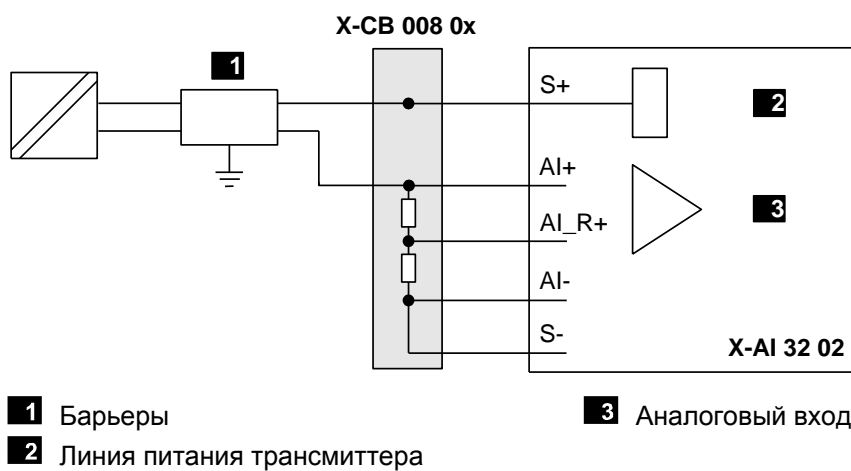 X-CB 008 0x
1
S+
2
AI+
3
AI_R+
AI-
S-
X-AI 32 02
1 Барьеры
3 Аналоговый вход
2 Линия питания трансмиттера